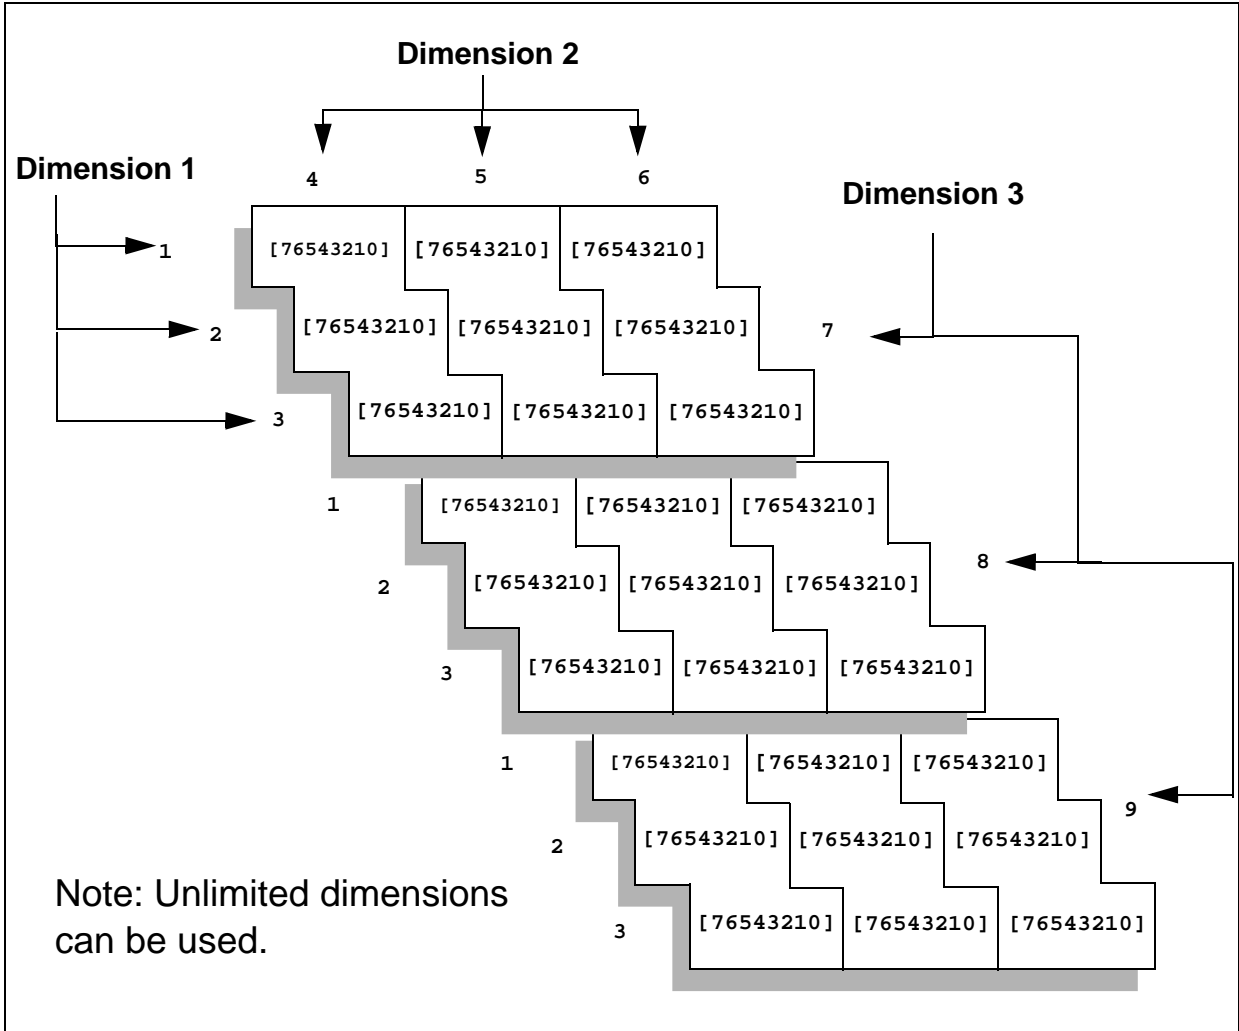 Dimension 2
Dimension 1
4 5 6
Dimension 3
1 [76543210] [76543210] [76543210]
2 [76543210] [76543210] [76543210] 7
3 [76543210] [76543210] [76543210]
1 [76543210] [76543210] [76543210]
2 [76543210] [76543210] [76543210] 8
3 [76543210] [76543210] [76543210]
1 [76543210] [76543210] [76543210]
2 [76543210] [76543210] [76543210] 9
3 [76543210] [76543210] [76543210]
Note: Unlimited dimensions
can be used.